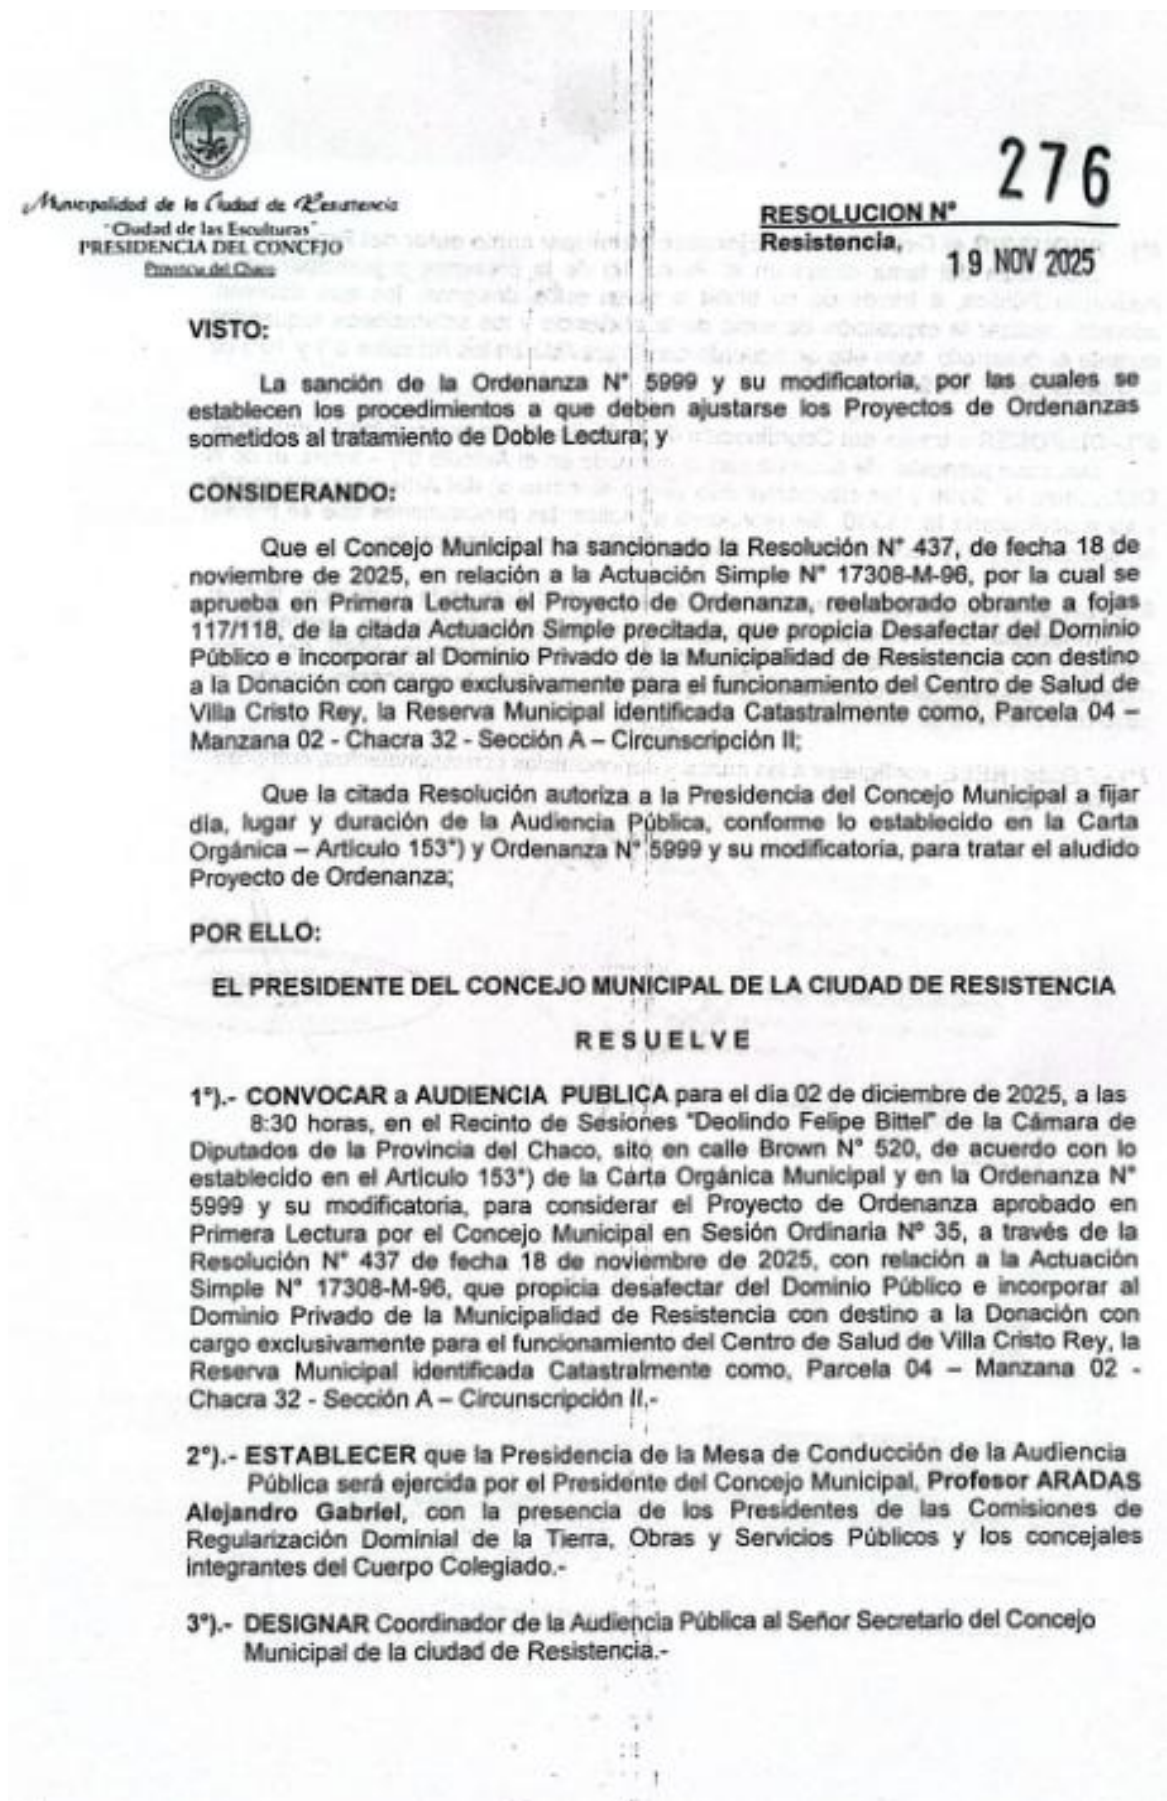 Municipalidad de la Ciudad de Resistencia
"Ciudad de las Esculturas"
PRESIDENCIA DEL CONCEJO
Provincia del Chaco
276
RESOLUCION N°
Resistencia,
19 NOV 2025
VISTO:
La sanción de la Ordenanza N° 5999 y su modificatoria, por las cuales se
establecen los procedimientos a que deben ajustarse los Proyectos de Ordenanzas
sometidos al tratamiento de Doble Lectura; y
CONSIDERANDO:
Que el Concejo Municipal ha sancionado la Resolución N° 437, de fecha 18 de
noviembre de 2025, en relación a la Actuación Simple N° 17308-M-96, por la cual se
aprueba en Primera Lectura el Proyecto de Ordenanza, reelaborado obrante a fojas
117/118, de la citada Actuación Simple precitada, que propicia Desafectar del Dominio
Público e incorporar al Dominio Privado de la Municipalidad de Resistencia con destino
a la Donación con cargo exclusivamente para el funcionamiento del Centro de Salud de
Villa Cristo Rey, la Reserva Municipal identificada Catastralmente como, Parcela 04 –
Manzana 02 - Chacra 32 - Sección A – Circunscripción II;
Que la citada Resolución autoriza a la Presidencia del Concejo Municipal a fijar
día, lugar y duración de la Audiencia Pública, conforme lo establecido en la Carta
Orgánica – Artículo 153°) y Ordenanza N° 5999 y su modificatoria, para tratar el aludido
Proyecto de Ordenanza;
POR ELLO:
EL PRESIDENTE DEL CONCEJO MUNICIPAL DE LA CIUDAD DE RESISTENCIA
R E S U E L V E
1°).- CONVOCAR a AUDIENCIA PUBLICA para el día 02 de diciembre de 2025, a las
8:30 horas, en el Recinto de Sesiones "Deolindo Felipe Bittel" de la Cámara de
Diputados de la Provincia del Chaco, sito en calle Brown N° 520, de acuerdo con lo
establecido en el Artículo 153°) de la Carta Orgánica Municipal y en la Ordenanza N°
5999 y su modificatoria, para considerar el Proyecto de Ordenanza aprobado en
Primera Lectura por el Concejo Municipal en Sesión Ordinaria Nº 35, a través de la
Resolución N° 437 de fecha 18 de noviembre de 2025, con relación a la Actuación
Simple N° 17308-M-96, que propicia desafectar del Dominio Público e incorporar al
Dominio Privado de la Municipalidad de Resistencia con destino a la Donación con
cargo exclusivamente para el funcionamiento del Centro de Salud de Villa Cristo Rey, la
Reserva Municipal identificada Catastralmente como, Parcela 04 – Manzana 02 -
Chacra 32 - Sección A – Circunscripción II.-
2°).- ESTABLECER que la Presidencia de la Mesa de Conducción de la Audiencia
Pública será ejercida por el Presidente del Concejo Municipal, Profesor ARADAS
Alejandro Gabriel, con la presencia de los Presidentes de las Comisiones de
Regularización Dominial de la Tierra, Obras y Servicios Públicos y los concejales
integrantes del Cuerpo Colegiado.-
3°).- DESIGNAR Coordinador de la Audiencia Pública al Señor Secretario del Concejo
Municipal de la ciudad de Resistencia.-